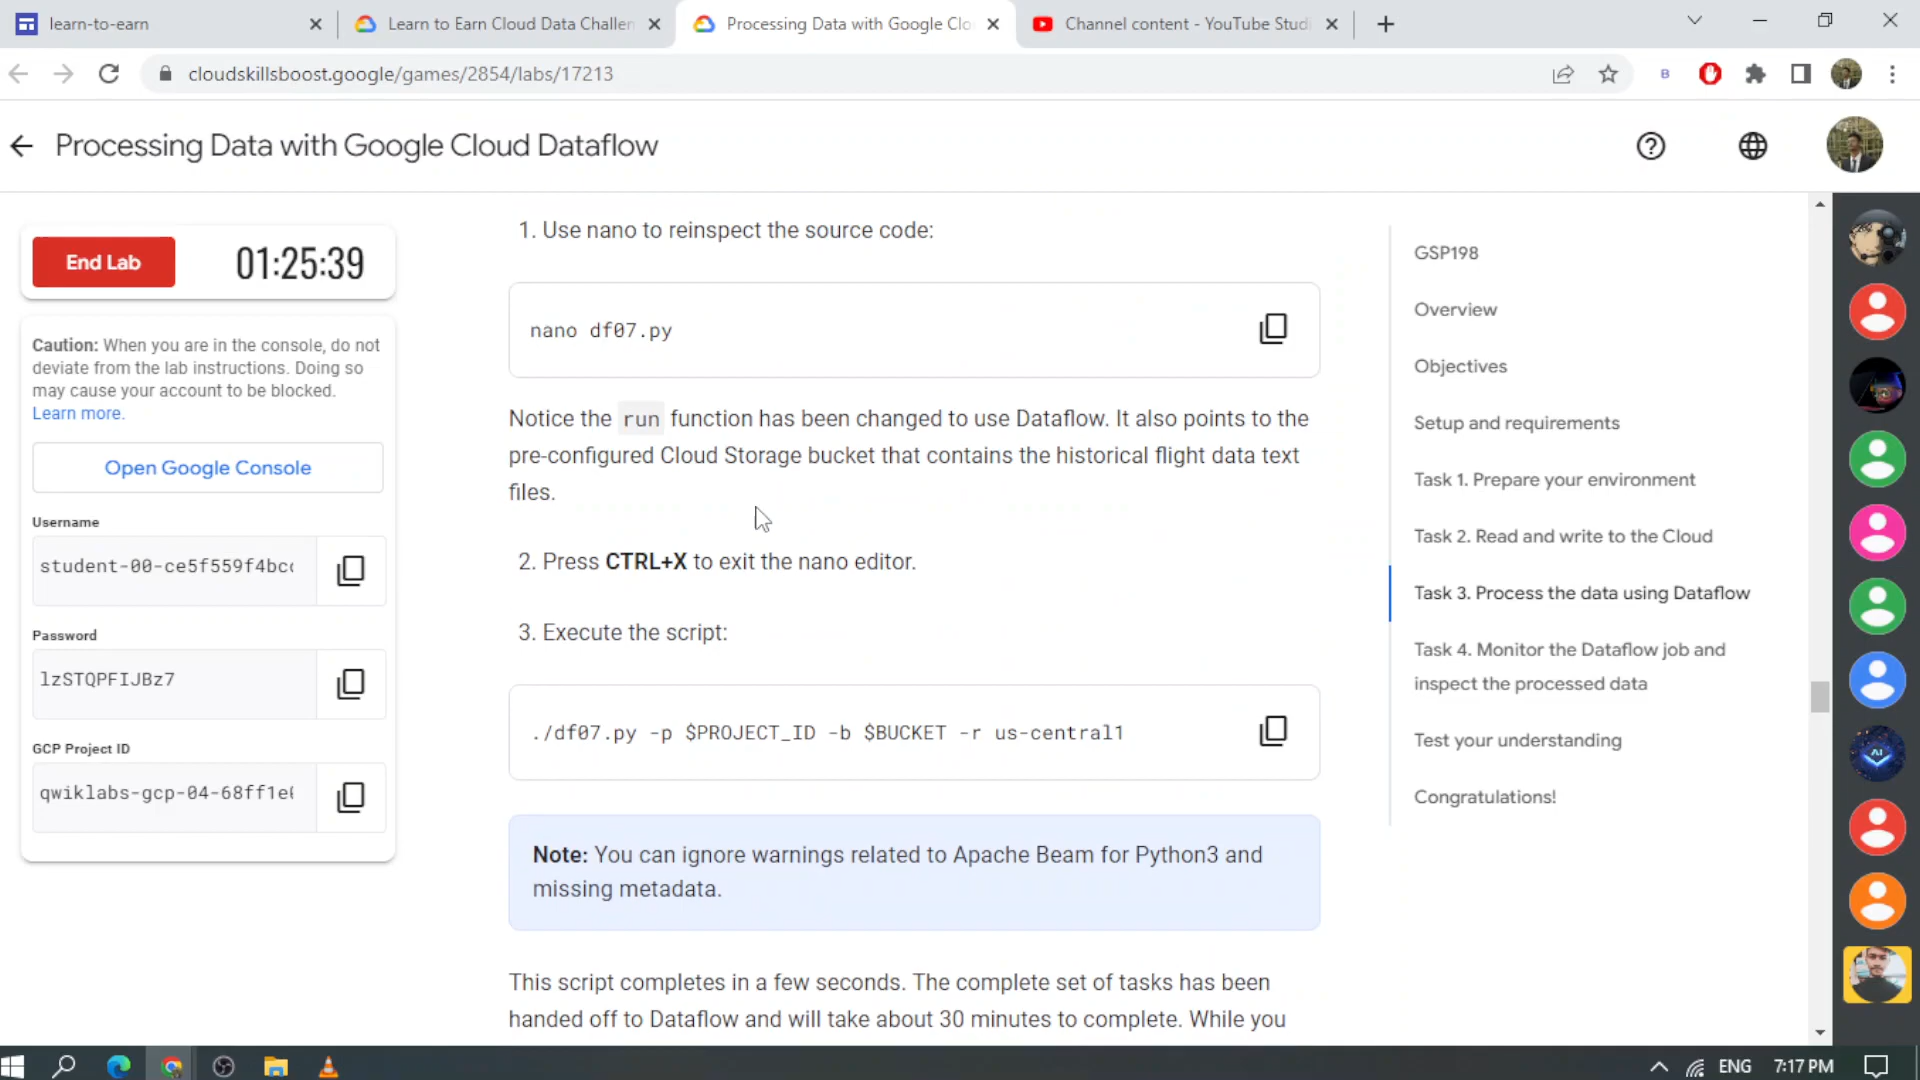 learn-to-earn
Learn to Earn Cloud Data Challen
Processing Data with Google Clo
Channel content - YouTube Studi
cloudskillsboost.google/games/2854/labs/17213
B
Processing Data with Google Cloud Dataflow
End Lab
01:25:39
Caution: When you are in the console, do not
deviate from the lab instructions. Doing so
may cause your account to be blocked.
Learn more.
Open Google Console
Username
student-00-ce5f559f4bcc
Password
lzSTQPFIJBz7
GCP Project ID
qwiklabs-gcp-04-68ff1e0
1. Use nano to reinspect the source code:
nano df07.py
Notice the run function has been changed to use Dataflow. It also points to the
pre-configured Cloud Storage bucket that contains the historical flight data text
files.
2. Press CTRL+X to exit the nano editor.
3. Execute the script:
./df07.py -p $PROJECT_ID -b $BUCKET -r us-central1
Note: You can ignore warnings related to Apache Beam for Python3 and
missing metadata.
This script completes in a few seconds. The complete set of tasks has been
handed off to Dataflow and will take about 30 minutes to complete. While you
GSP198
Overview
Objectives
Setup and requirements
Task 1. Prepare your environment
Task 2. Read and write to the Cloud
Task 3. Process the data using Dataflow
Task 4. Monitor the Dataflow job and
inspect the processed data
Test your understanding
Congratulations!
AI
ENG
7:17 PM